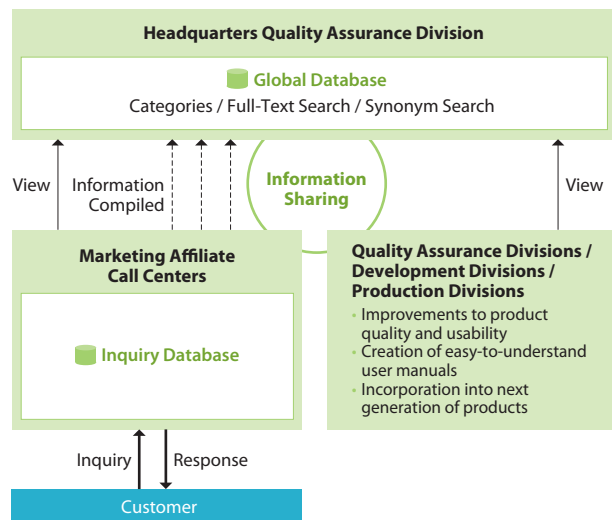 Headquarters Quality Assurance Division
Global Database
Categories / Full-Text Search / Synonym Search
View
Information
Compiled
Information
Sharing
View
Marketing Affiliate
Call Centers
Inquiry Database
Quality Assurance Divisions /
Development Divisions /
Production Divisions
• Improvements to product
quality and usability
• Creation of easy-to-understand
user manuals
• Incorporation into next
generation of products
Inquiry
Response
Customer